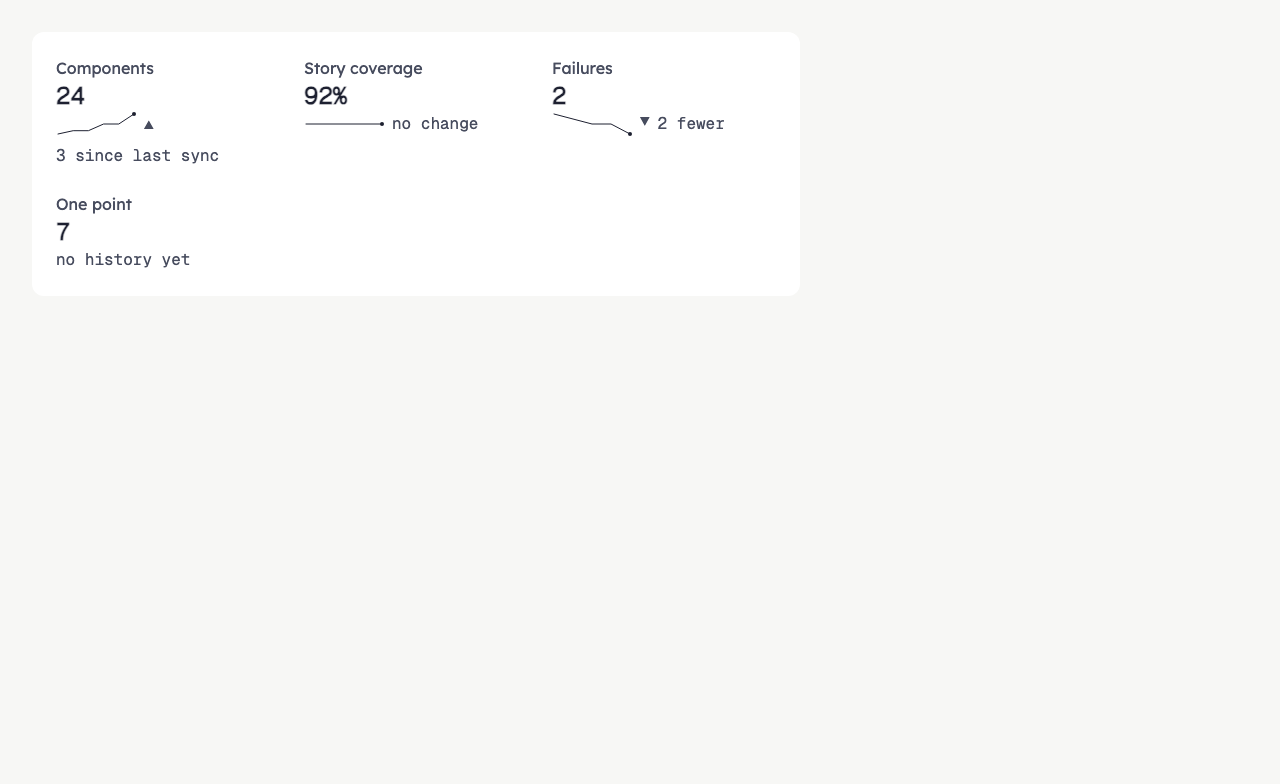 Components
24
▲
3 since last sync
Story coverage
92%
no change
Failures
2
▼ 2 fewer
One point
7
no history yet